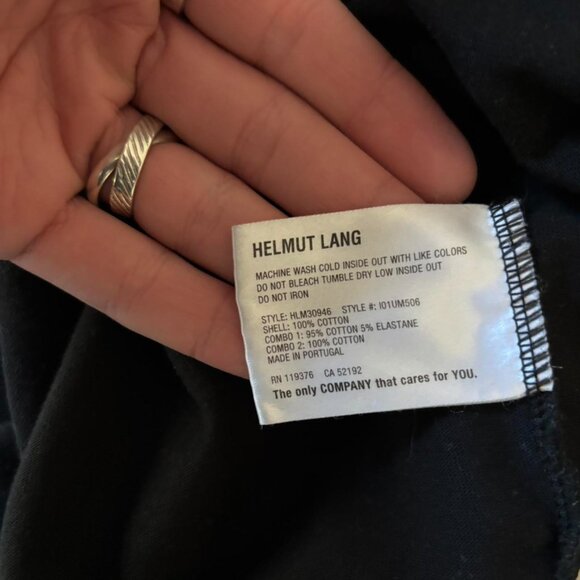 HELMUT LANG
MACHINE WASH COLD INSIDE OUT WITH LIKE COLORS
DO NOT BLEACH TUMBLE DRY LOW INSIDE OUT
DO NOT IRON
STYLE: HLM30946 STYLE #: I01UM506
SHELL: 100% COTTON
COMBO 1: 95% COTTON 5% ELASTANE
COMBO 2: 100% COTTON
MADE IN PORTUGAL
RN 119376 CA 52192
The only COMPANY that cares for YOU.